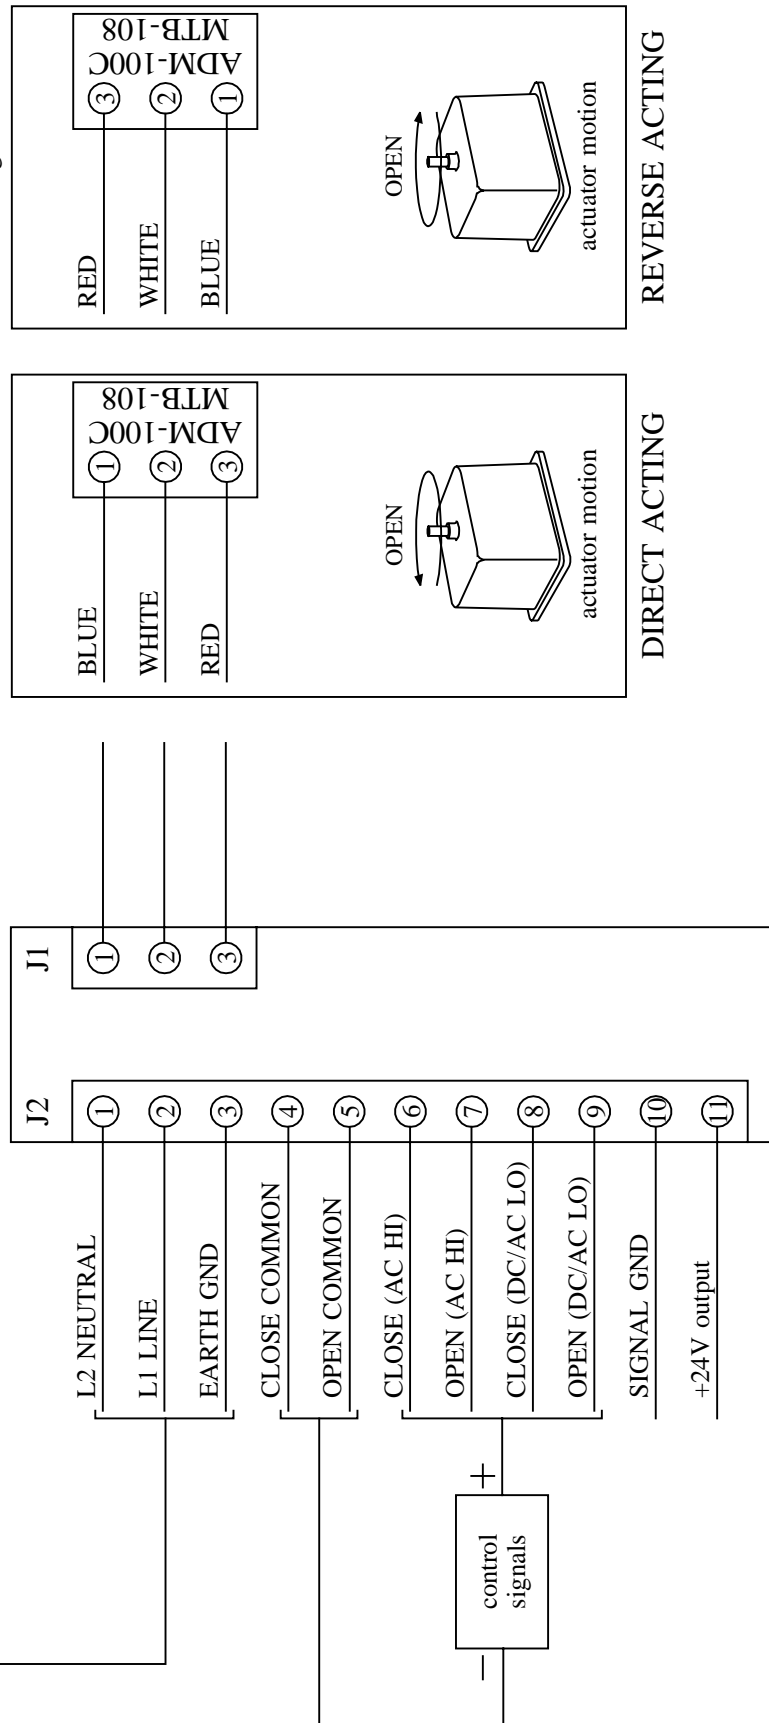 J2
J1
L2 NEUTRAL
1
1
L1 LINE
2
2
EARTH GND
3
3
CLOSE COMMON
4
OPEN COMMON
5
CLOSE (AC HI)
6
OPEN (AC HI)
7
CLOSE (DC/AC LO)
8
OPEN (DC/AC LO)
9
SIGNAL GND
10
+24V output
11
−
control
signals
+
BLUE
1
WHITE
2
RED
3
ADM-100C
MTB-108
OPEN
actuator motion
DIRECT ACTING
RED
3
WHITE
2
BLUE
1
ADM-100C
MTB-108
OPEN
actuator motion
REVERSE ACTING